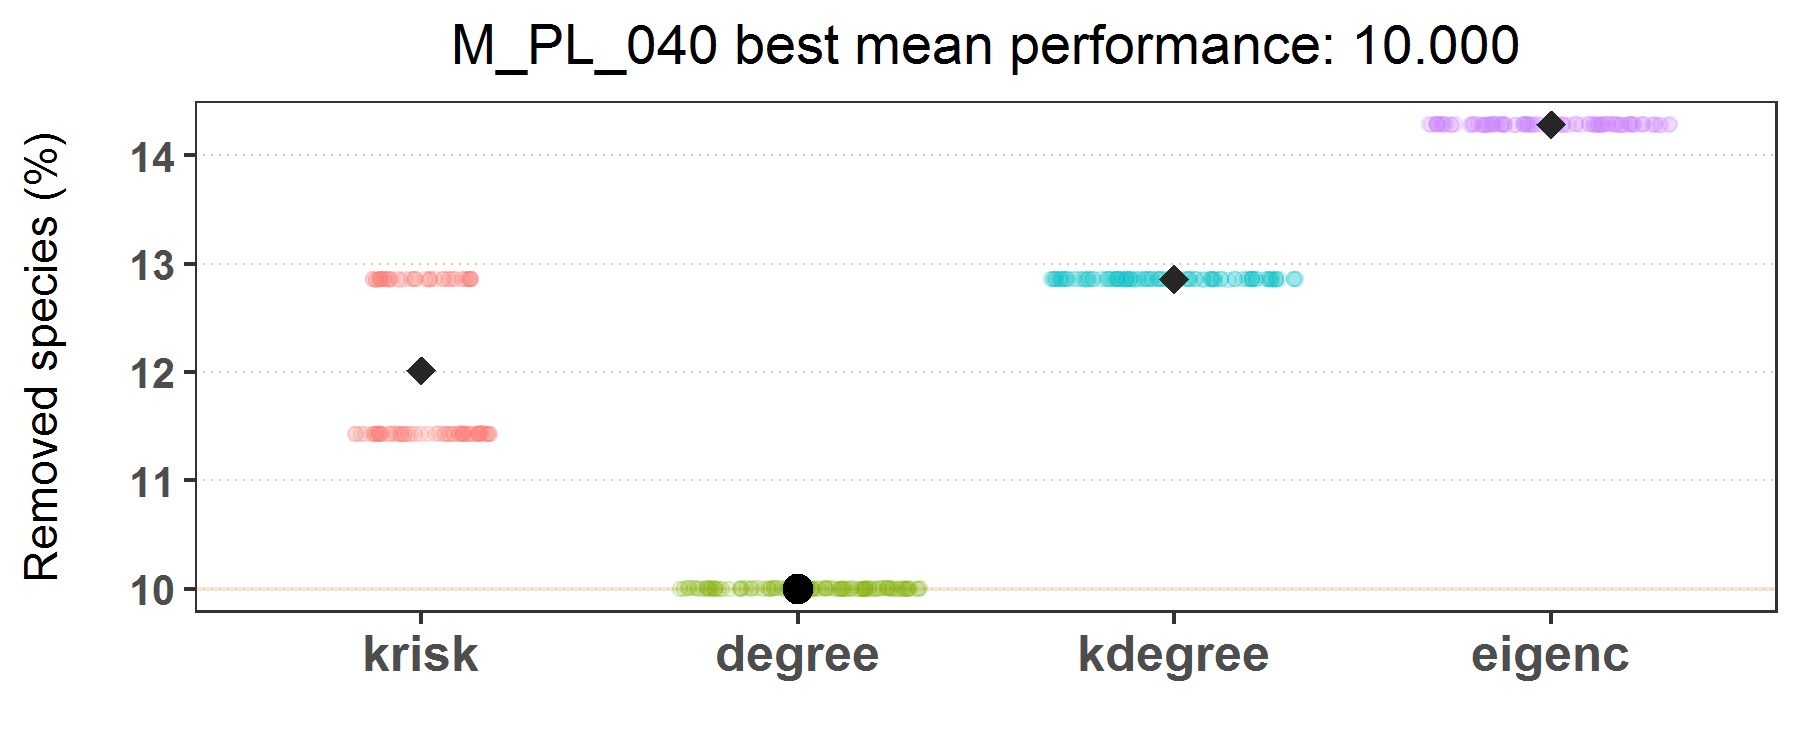 M_PL_040 best mean performance: 10.000
Removed species (%)
14
13
12
11
10
krisk degree kdegree eigenc